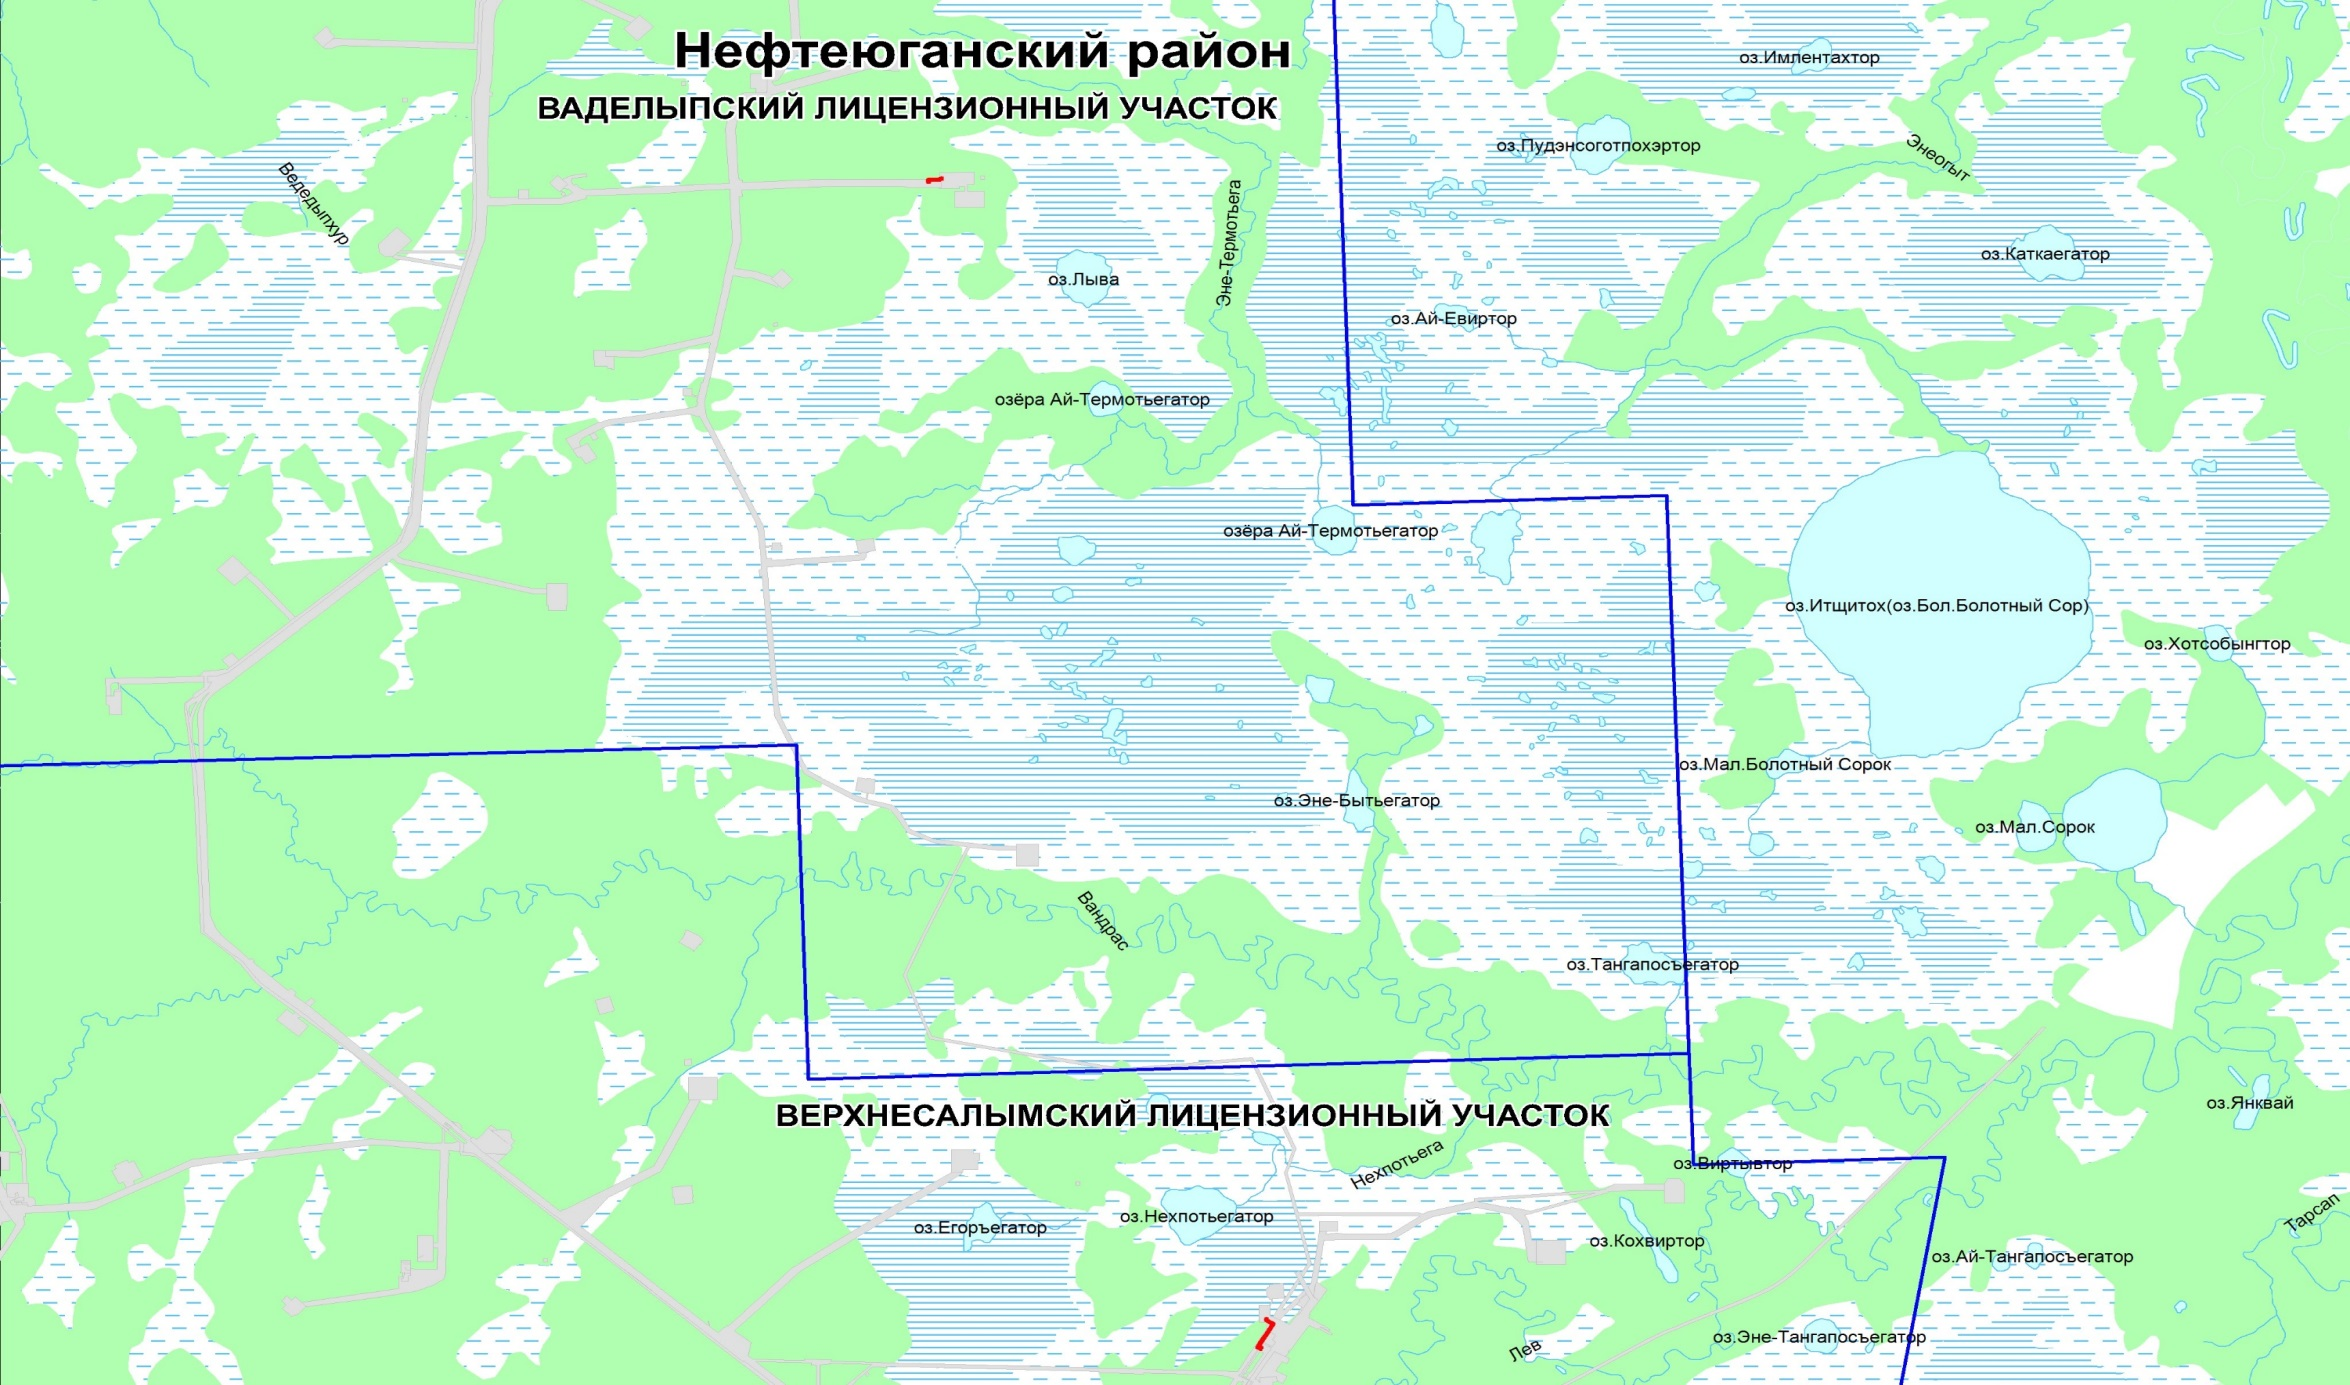 Нефтеюганский район
оз.Имлентахтор
ВАДЕЛЫПСКИЙ ЛИЦЕНЗИОННЫЙ УЧАСТОК
оз.Пудэнсоготпохэртор
Энеогыт
Ведедыпхур
Эне-Термотьега
оз.Каткаегатор
оз.Лыва
оз.Ай-Евиртор
озёра Ай-Термотьегатор
озёра Ай-Термотьегатор
оз.Итщитох(оз.Бол.Болотный Сор)
оз.Хотсобынгтор
оз.Мал.Болотный Сорок
оз.Эне-Бытьегатор
оз.Мал.Сорок
Вандрас
оз.Тангапосъегатор
оз.Янквай
ВЕРХНЕСАЛЫМСКИЙ ЛИЦЕНЗИОННЫЙ УЧАСТОК
Нехпотьега
оз.Виртывтор
оз.Нехпотьегатор
оз.Егоръегатор
Тарсап
оз.Кохвиртор
оз.Ай-Тангапосъегатор
оз.Эне-Тангапосъегатор
Лев